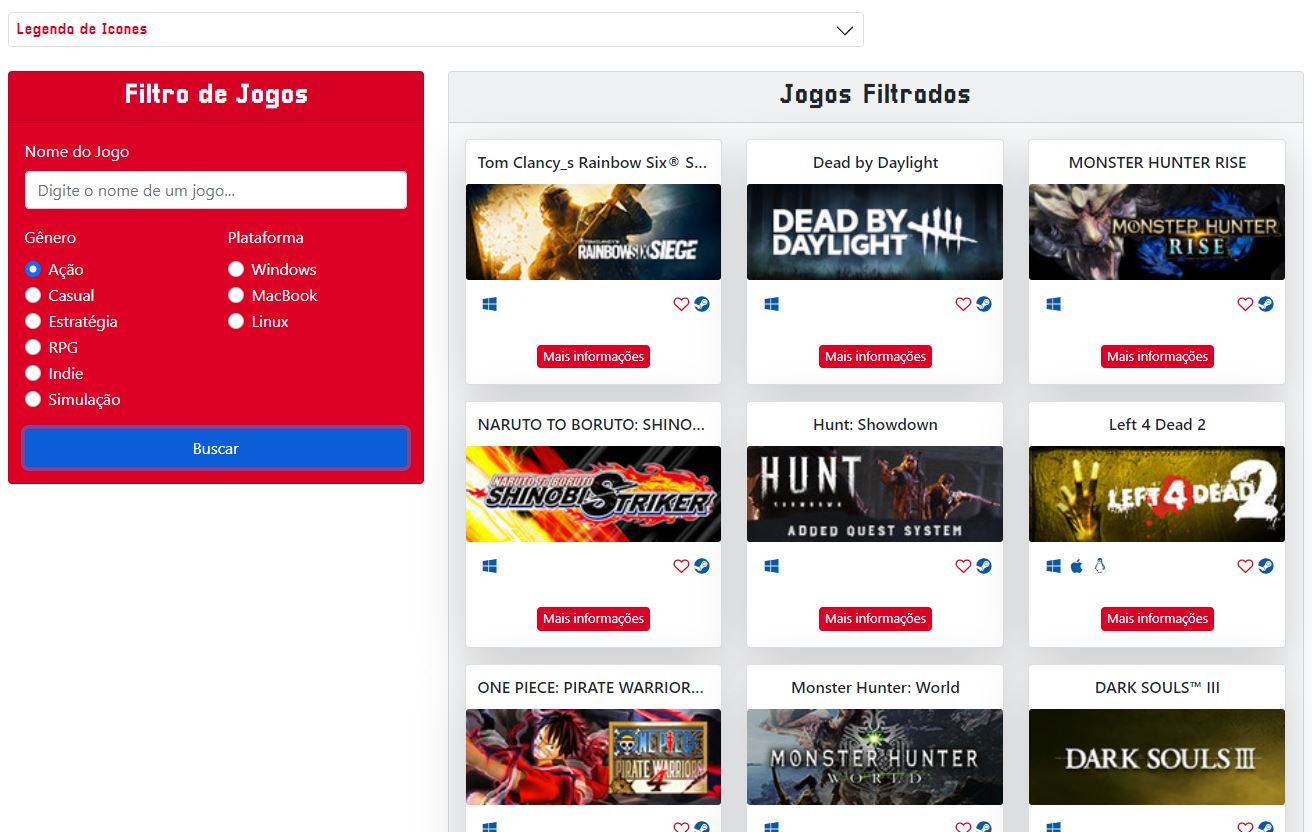 Legenda de Icones
Filtro de Jogos
Nome do Jogo
Digite o nome de um jogo...
Gênero
Plataforma
Ação
Windows
Casual
MacBook
Estratégia
Linux
RPG
Indie
Simulação
Buscar
Jogos Filtrados
Tom Clancy_s Rainbow Six® S...
Dead by Daylight
MONSTER HUNTER RISE
TOM CLANCY'S
RAINBOWSIX SIEGE
DEAD BY
DAYLIGHT
MONSTER HUNTER
RISE
Mais informações
Mais informações
Mais informações
NARUTO TO BORUTO: SHINO...
Hunt: Showdown
Left 4 Dead 2
NARUTO TO BORUTO
SHINOBI STRIKER
HUNT
SHOWDOWN
ADDED QUEST SYSTEM
LEFT 4 DEAD 2
Mais informações
Mais informações
Mais informações
ONE PIECE: PIRATE WARRIOR...
Monster Hunter: World
DARK SOULS™ III
ONE PIECE
PIRATE WARRIORS
4
MONSTER HUNTER
WORLD
DARK SOULS III